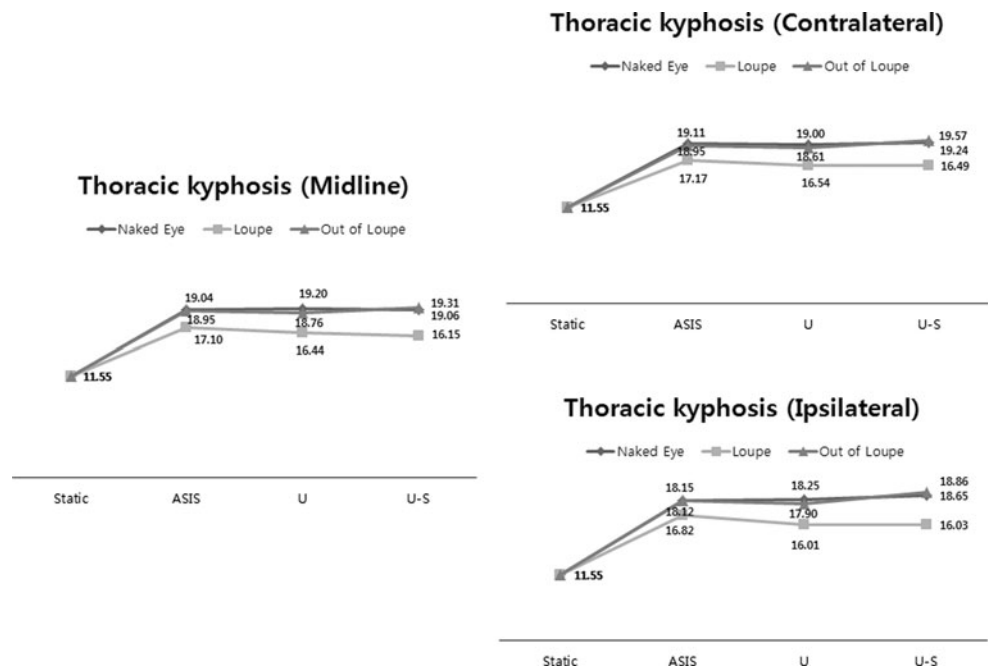 Thoracic kyphosis (Midline)
Naked Eye Loupe Out of Loupe
19.04 19.20 19.31
18.95 18.76 19.06
17.10 16.44 16.15
11.55
Static ASIS U U-S
Thoracic kyphosis (Contralateral)
Naked Eye Loupe Out of Loupe
19.11 19.00 19.57
18.95 18.61 19.24
17.17 16.54 16.49
11.55
Static ASIS U U-S
Thoracic kyphosis (Ipsilateral)
Naked Eye Loupe Out of Loupe
18.15 18.25 18.86
18.12 17.90 18.65
16.82 16.01 16.03
11.55
Static ASIS U U-S